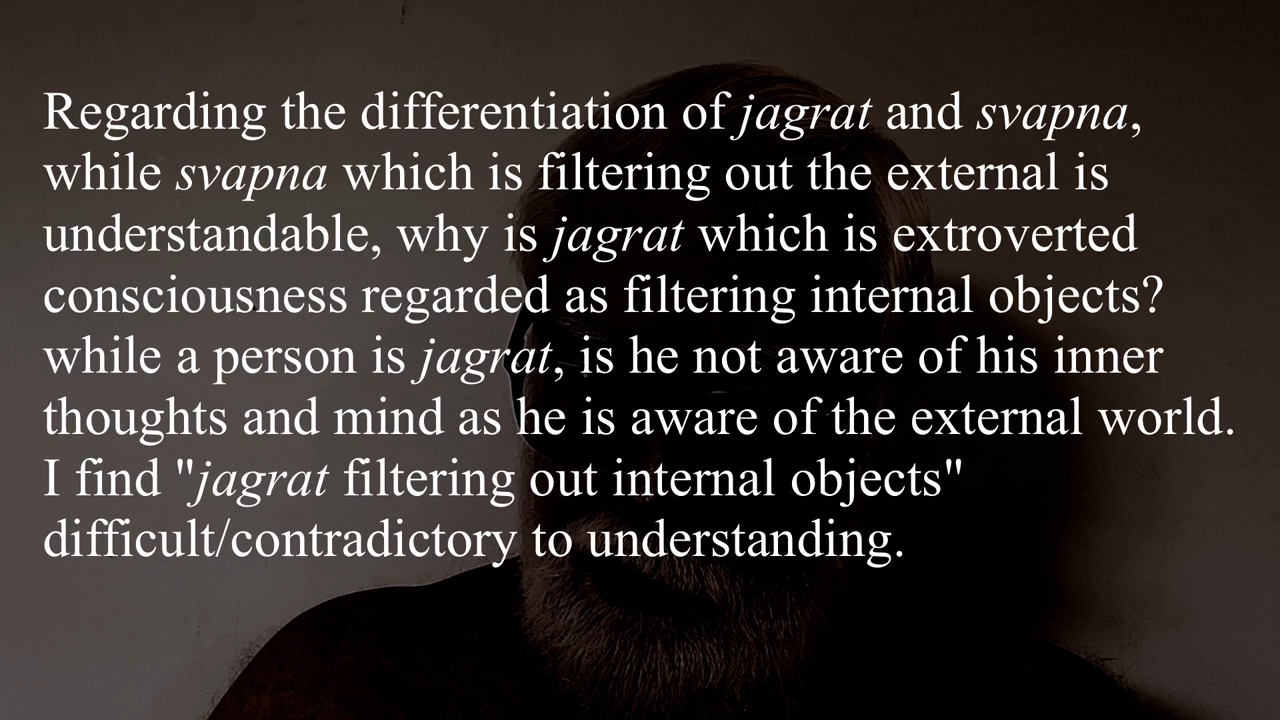 Regarding the differentiation of jagrat and svapna,
while svapna which is filtering out the external is
understandable, why is jagrat which is extroverted
consciousness regarded as filtering internal objects?
while a person is jagrat, is he not aware of his inner
thoughts and mind as he is aware of the external world.
I find "jagrat filtering out internal objects"
difficult/contradictory to understanding.